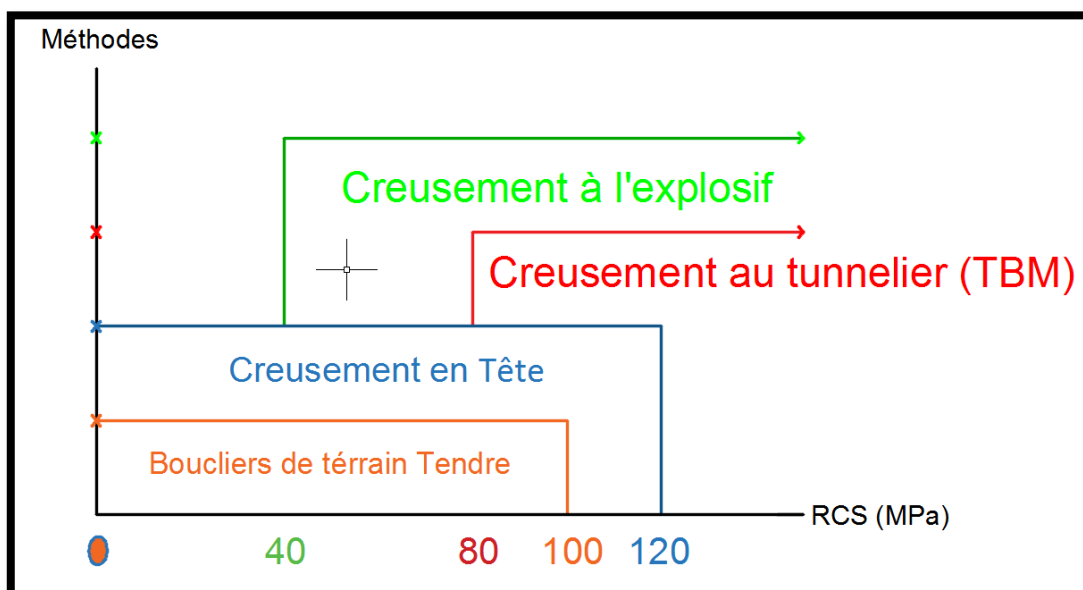 Méthodes
Creusement à l'explosif
Creusement au tunnelier (TBM)
Creusement en Tête
Boucliers de térrain Tendre
RCS (MPa)
0 40 80 100 120